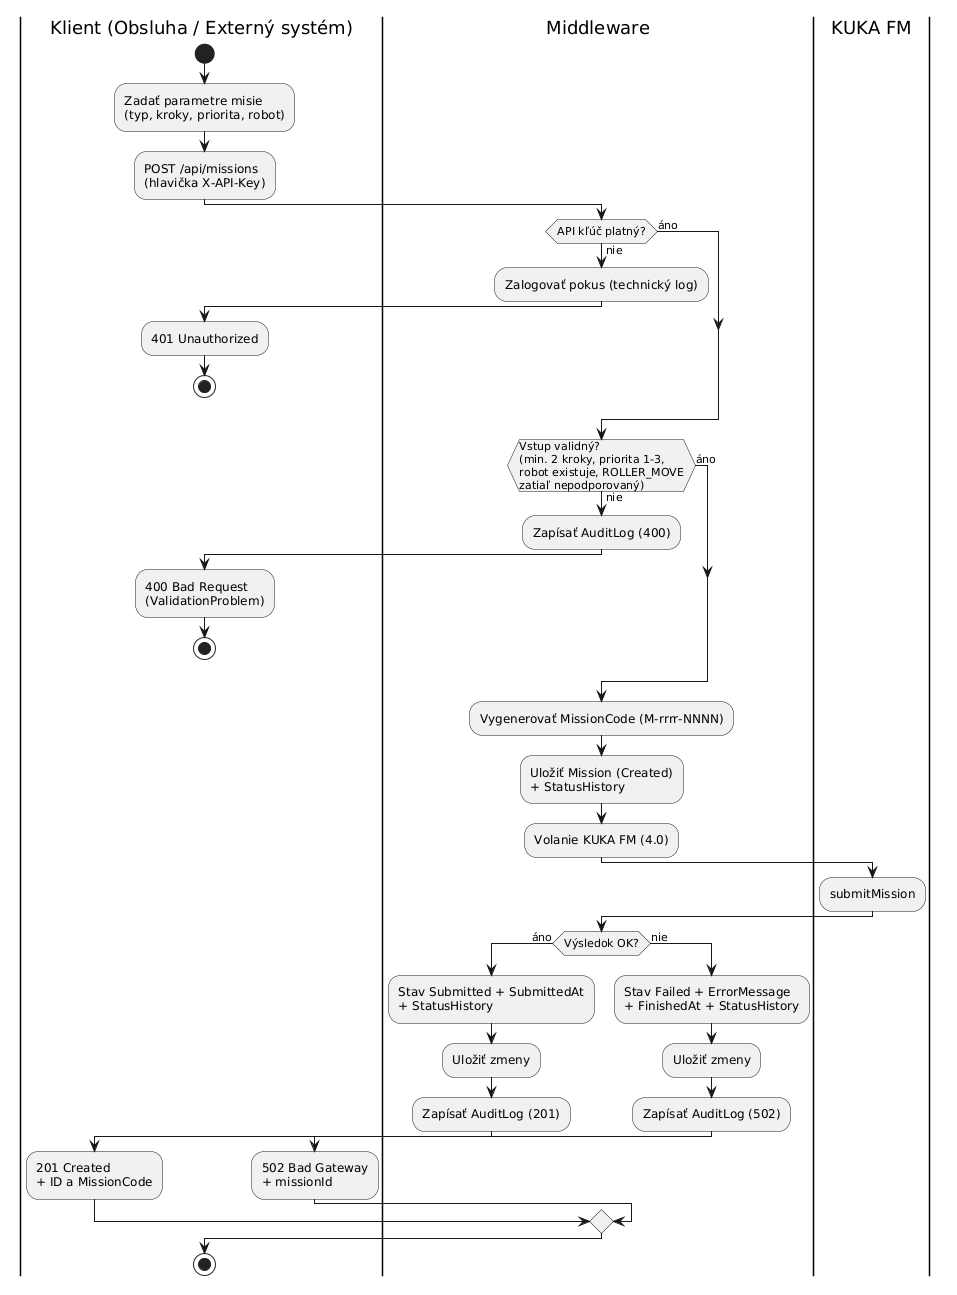 Klient (Obsluha / Externý systém)
Middleware
KUKA FM
Zadať parametre misie
(typ, kroky, priorita, robot)
POST /api/missions
(hlavička X-API-Key)
API kľúč platný?
áno
nie
Zalogovať pokus (technický log)
401 Unauthorized
Vstup validný?
(min. 2 kroky, priorita 1-3,
robot existuje, ROLLER_MOVE
zatiaľ nepodporovaný)
áno
nie
Zapísať AuditLog (400)
400 Bad Request
(ValidationProblem)
Vygenerovať MissionCode (M-rrrr-NNNN)
Uložiť Mission (Created)
+ StatusHistory
Volanie KUKA FM (4.0)
submitMission
áno
Výsledok OK?
nie
Stav Submitted + SubmittedAt
+ StatusHistory
Stav Failed + ErrorMessage
+ FinishedAt + StatusHistory
Uložiť zmeny
Uložiť zmeny
Zapísať AuditLog (201)
Zapísať AuditLog (502)
201 Created
+ ID a MissionCode
502 Bad Gateway
+ missionId